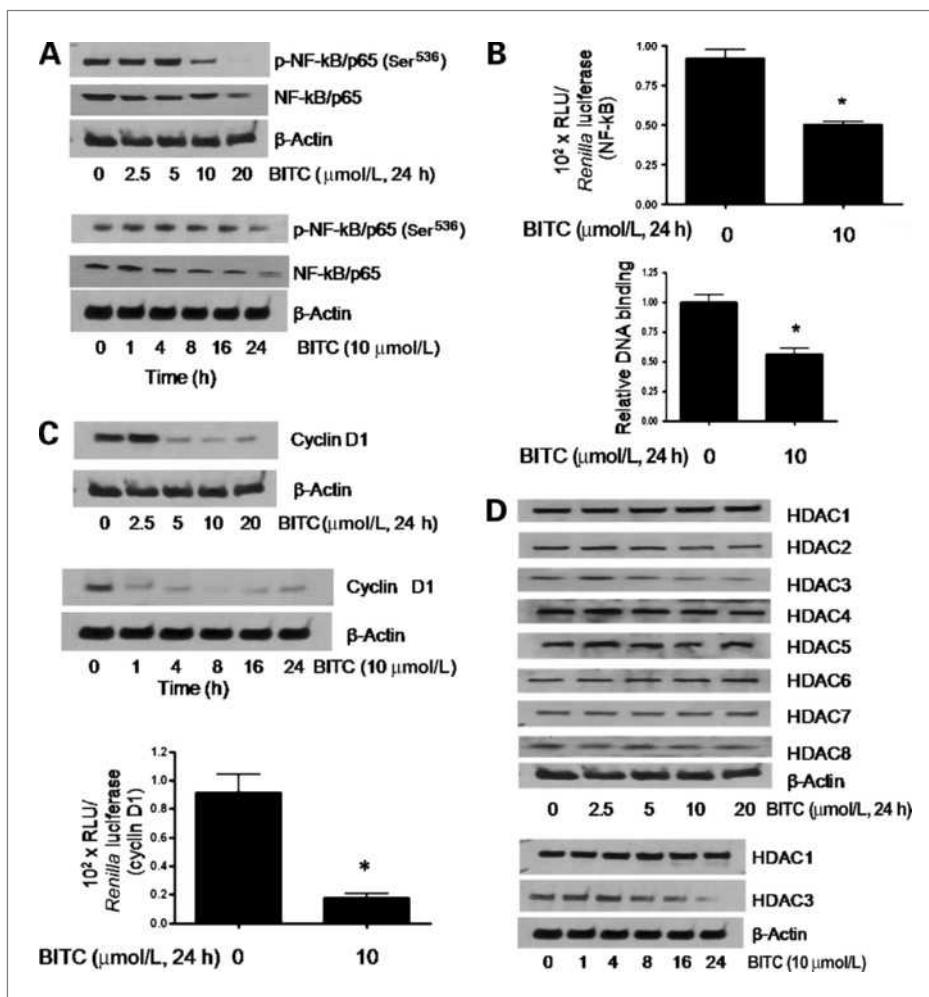 A
p-NF-kB/p65 (Ser536)
NF-kB/p65
β-Actin
0 2.5 5 10 20 BITC (μmol/L, 24 h)
p-NF-kB/p65 (Ser536)
NF-kB/p65
β-Actin
0 1 4 8 16 24 BITC (10 μmol/L)
Time (h)
B
10² x RLU/
Renilla luciferase
(NF-kB)
1.00
0.75
0.50
0.25
0.00
*
BITC (μmol/L, 24 h) 0 10
Relative DNA binding
1.25
1.00
0.75
0.50
0.25
0.00
*
BITC (μmol/L, 24 h) 0 10
C
Cyclin D1
β-Actin
0 2.5 5 10 20 BITC (μmol/L, 24 h)
Cyclin D1
β-Actin
0 1 4 8 16 24 BITC (10 μmol/L)
Time (h)
10² x RLU/
Renilla luciferase
(cyclin D1)
1.2
1.0
0.8
0.6
0.4
0.2
0.0
*
BITC (μmol/L, 24 h) 0 10
D
HDAC1
HDAC2
HDAC3
HDAC4
HDAC5
HDAC6
HDAC7
HDAC8
β-Actin
0 2.5 5 10 20 BITC (μmol/L, 24 h)
HDAC1
HDAC3
β-Actin
0 1 4 8 16 24 BITC (10 μmol/L)